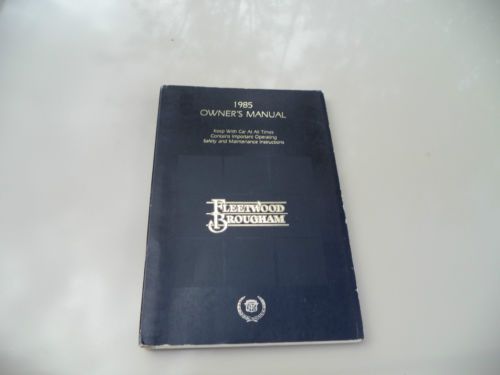 1985
OWNER'S MANUAL
Keep With Car At All Times
Contains Important Operating
Safety and Maintenance Instructions
FLEETWOOD
BROUGHAM